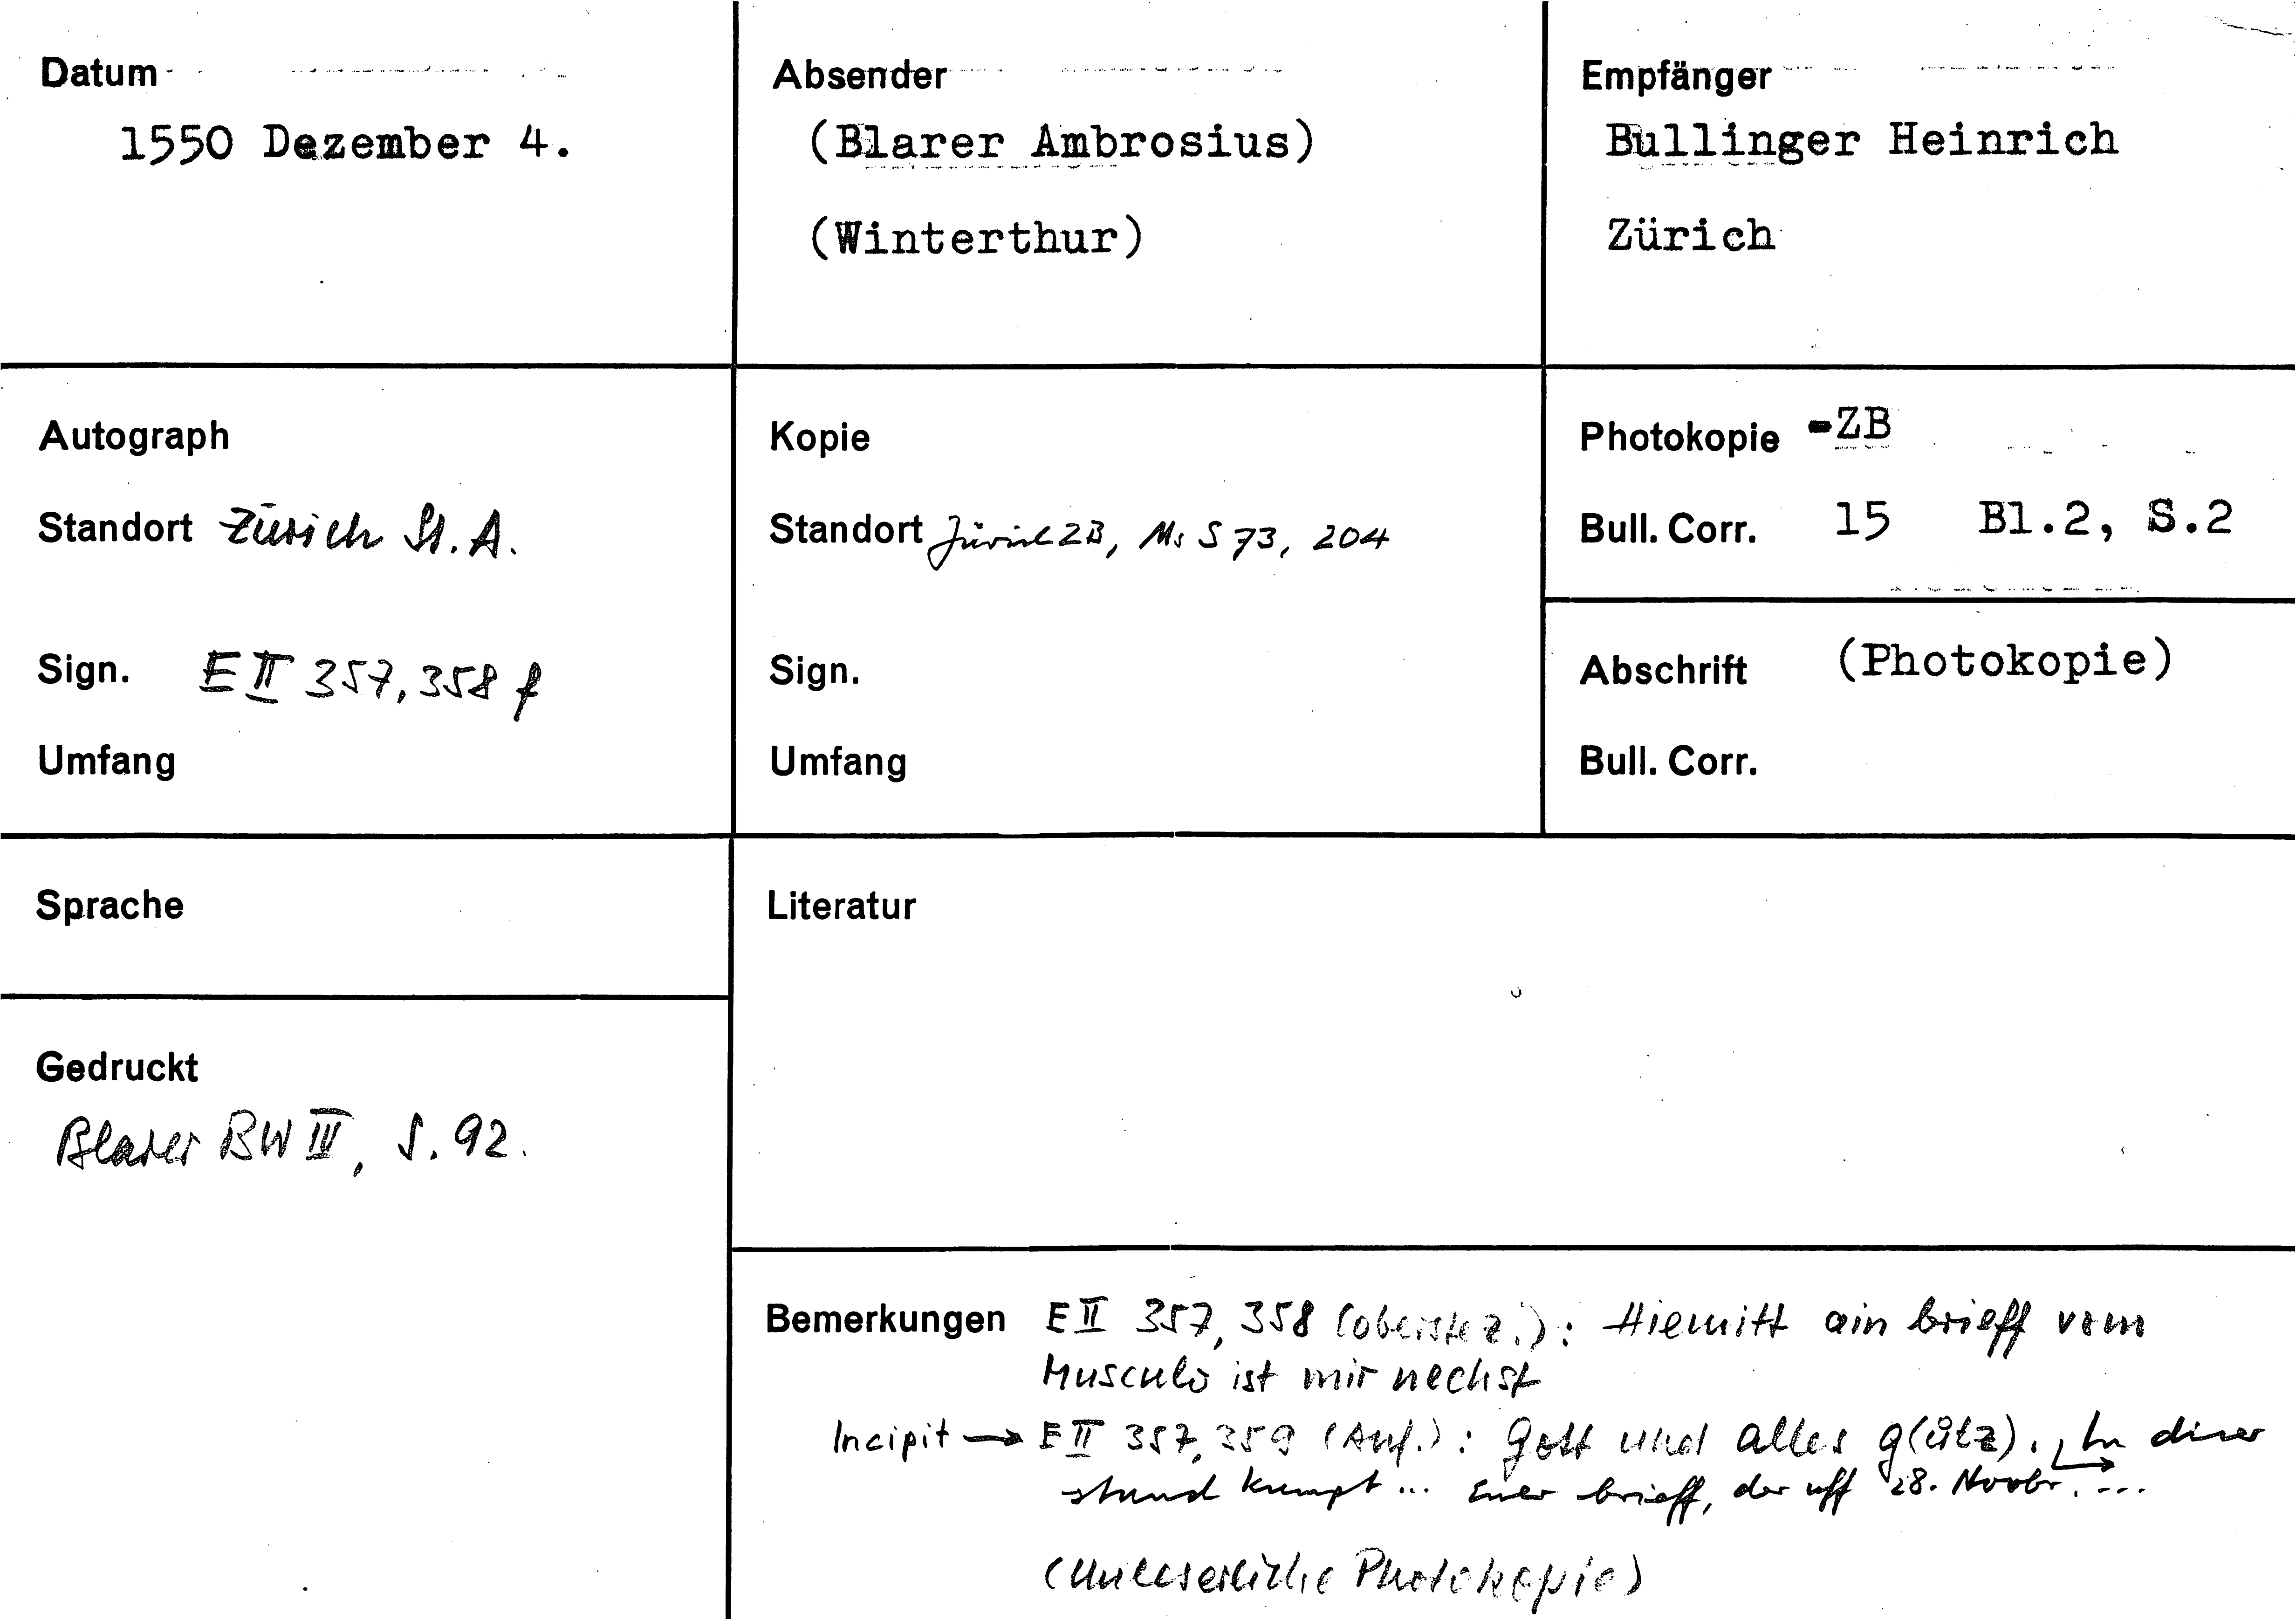 Datum
1550 Dezember 4.
Absender
(Blarer Ambrosius)
(Winterthur)
Empfänger
Bullinger Heinrich
Zürich
Autograph
Standort Zürich St. A.
Sign. E II 357, 358 f
Umfang
Kopie
Standort Zürich ZB, Ms S 73, 204
Sign.
Umfang
Photokopie -ZB
Bull. Corr. 15 Bl.2, S.2
Abschrift (Photokopie)
Bull. Corr.
Sprache
Literatur
Gedruckt
Blarer BW III, S. 92.
Bemerkungen E II 357, 358 (oberste Z.): Hiemitt ain brieff vom
Musculo ist mir nechst
Incipit → E II 357, 359 (Anf.): Gott und alles g(ůtz). In diser
stund kumpt ... Euer brieff, der uff 28. Novbr. ...
(Unleserliche Photokopie)